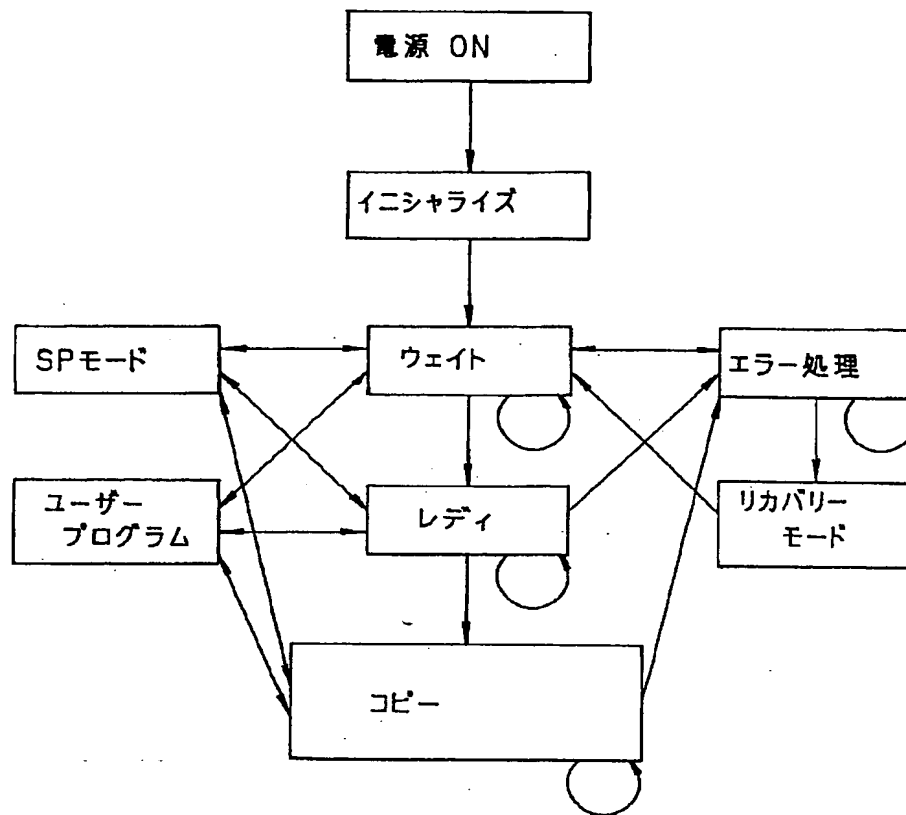 電源 ON
イニシャライズ
SPモード
ウェイト
エラー処理
ユーザー
プログラム
レディ
リカバリー
モード
コピー